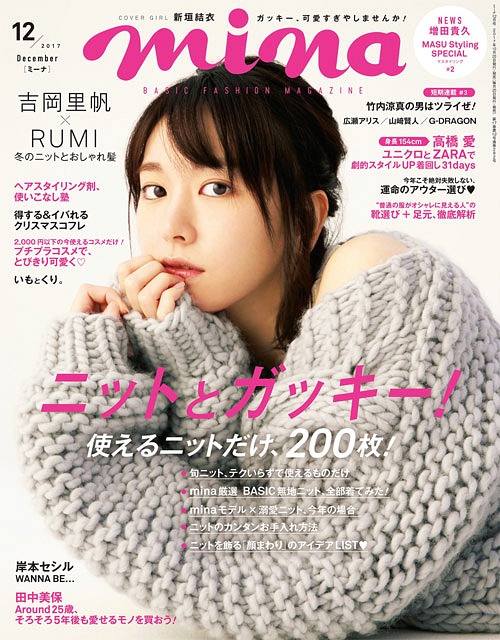 COVER GIRL 新垣結衣 ガッキー、可愛すぎやしませんか!
12/2017
December
[ミーナ]
mina
BASIC FASHION MAGAZINE
NEWS
増田貴久
MASU Styling
SPECIAL
マスタイリング
#2
吉岡里帆
×
RUMI
冬のニットとおしゃれ髪
ヘアスタイリング剤、
使いこなし塾
得する&イバれる
クリスマスコフレ
2,000円以下の今使えるコスメだけ!
プチプラコスメで、
とびきり可愛く♡
いもとくり。
短期連載 #3
竹内涼真の男はツライぜ!
広瀬アリス/山﨑賢人/G-DRAGON
身長154cm 高橋 愛
ユニクロとZARAで
劇的スタイルUP着回し31days
今年こそ絶対失敗しない、
運命のアウター選び♥
“普通の服がオシャレに見える人”の
靴選び+足元、徹底解析
ニットとガッキー!
使えるニットだけ、200枚!
旬ニット、テクいらずで使えるものだけ
mina厳選 BASIC無地ニット、全部着てみた!
minaモデル×溺愛ニット、今年の場合
ニットのカンタンお手入れ方法
ニットを飾る「顔まわり」のアイデアLIST♥
岸本セシル
WANNA BE…
田中美保
Around 25歳、
そろそろ5年後も愛せるモノを買おう!